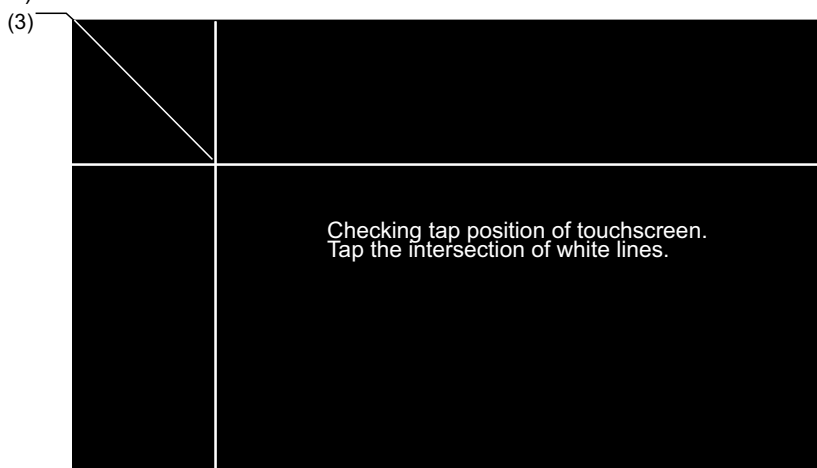 (3)
Checking tap position of touchscreen.
Tap the intersection of white lines.